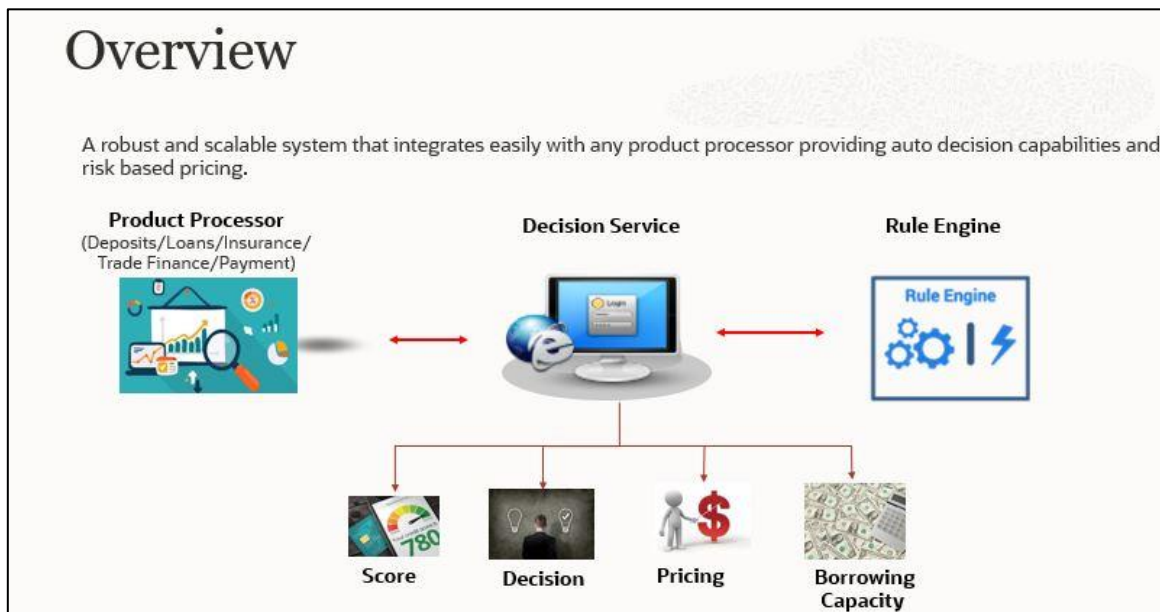 Overview
A robust and scalable system that integrates easily with any product processor providing auto decision capabilities and
risk based pricing.
Product Processor
(Deposits/Loans/Insurance/
Trade Finance/Payment)
Decision Service
Rule Engine
Login
Rule Engine
780
Score
Decision
Pricing
Borrowing
Capacity